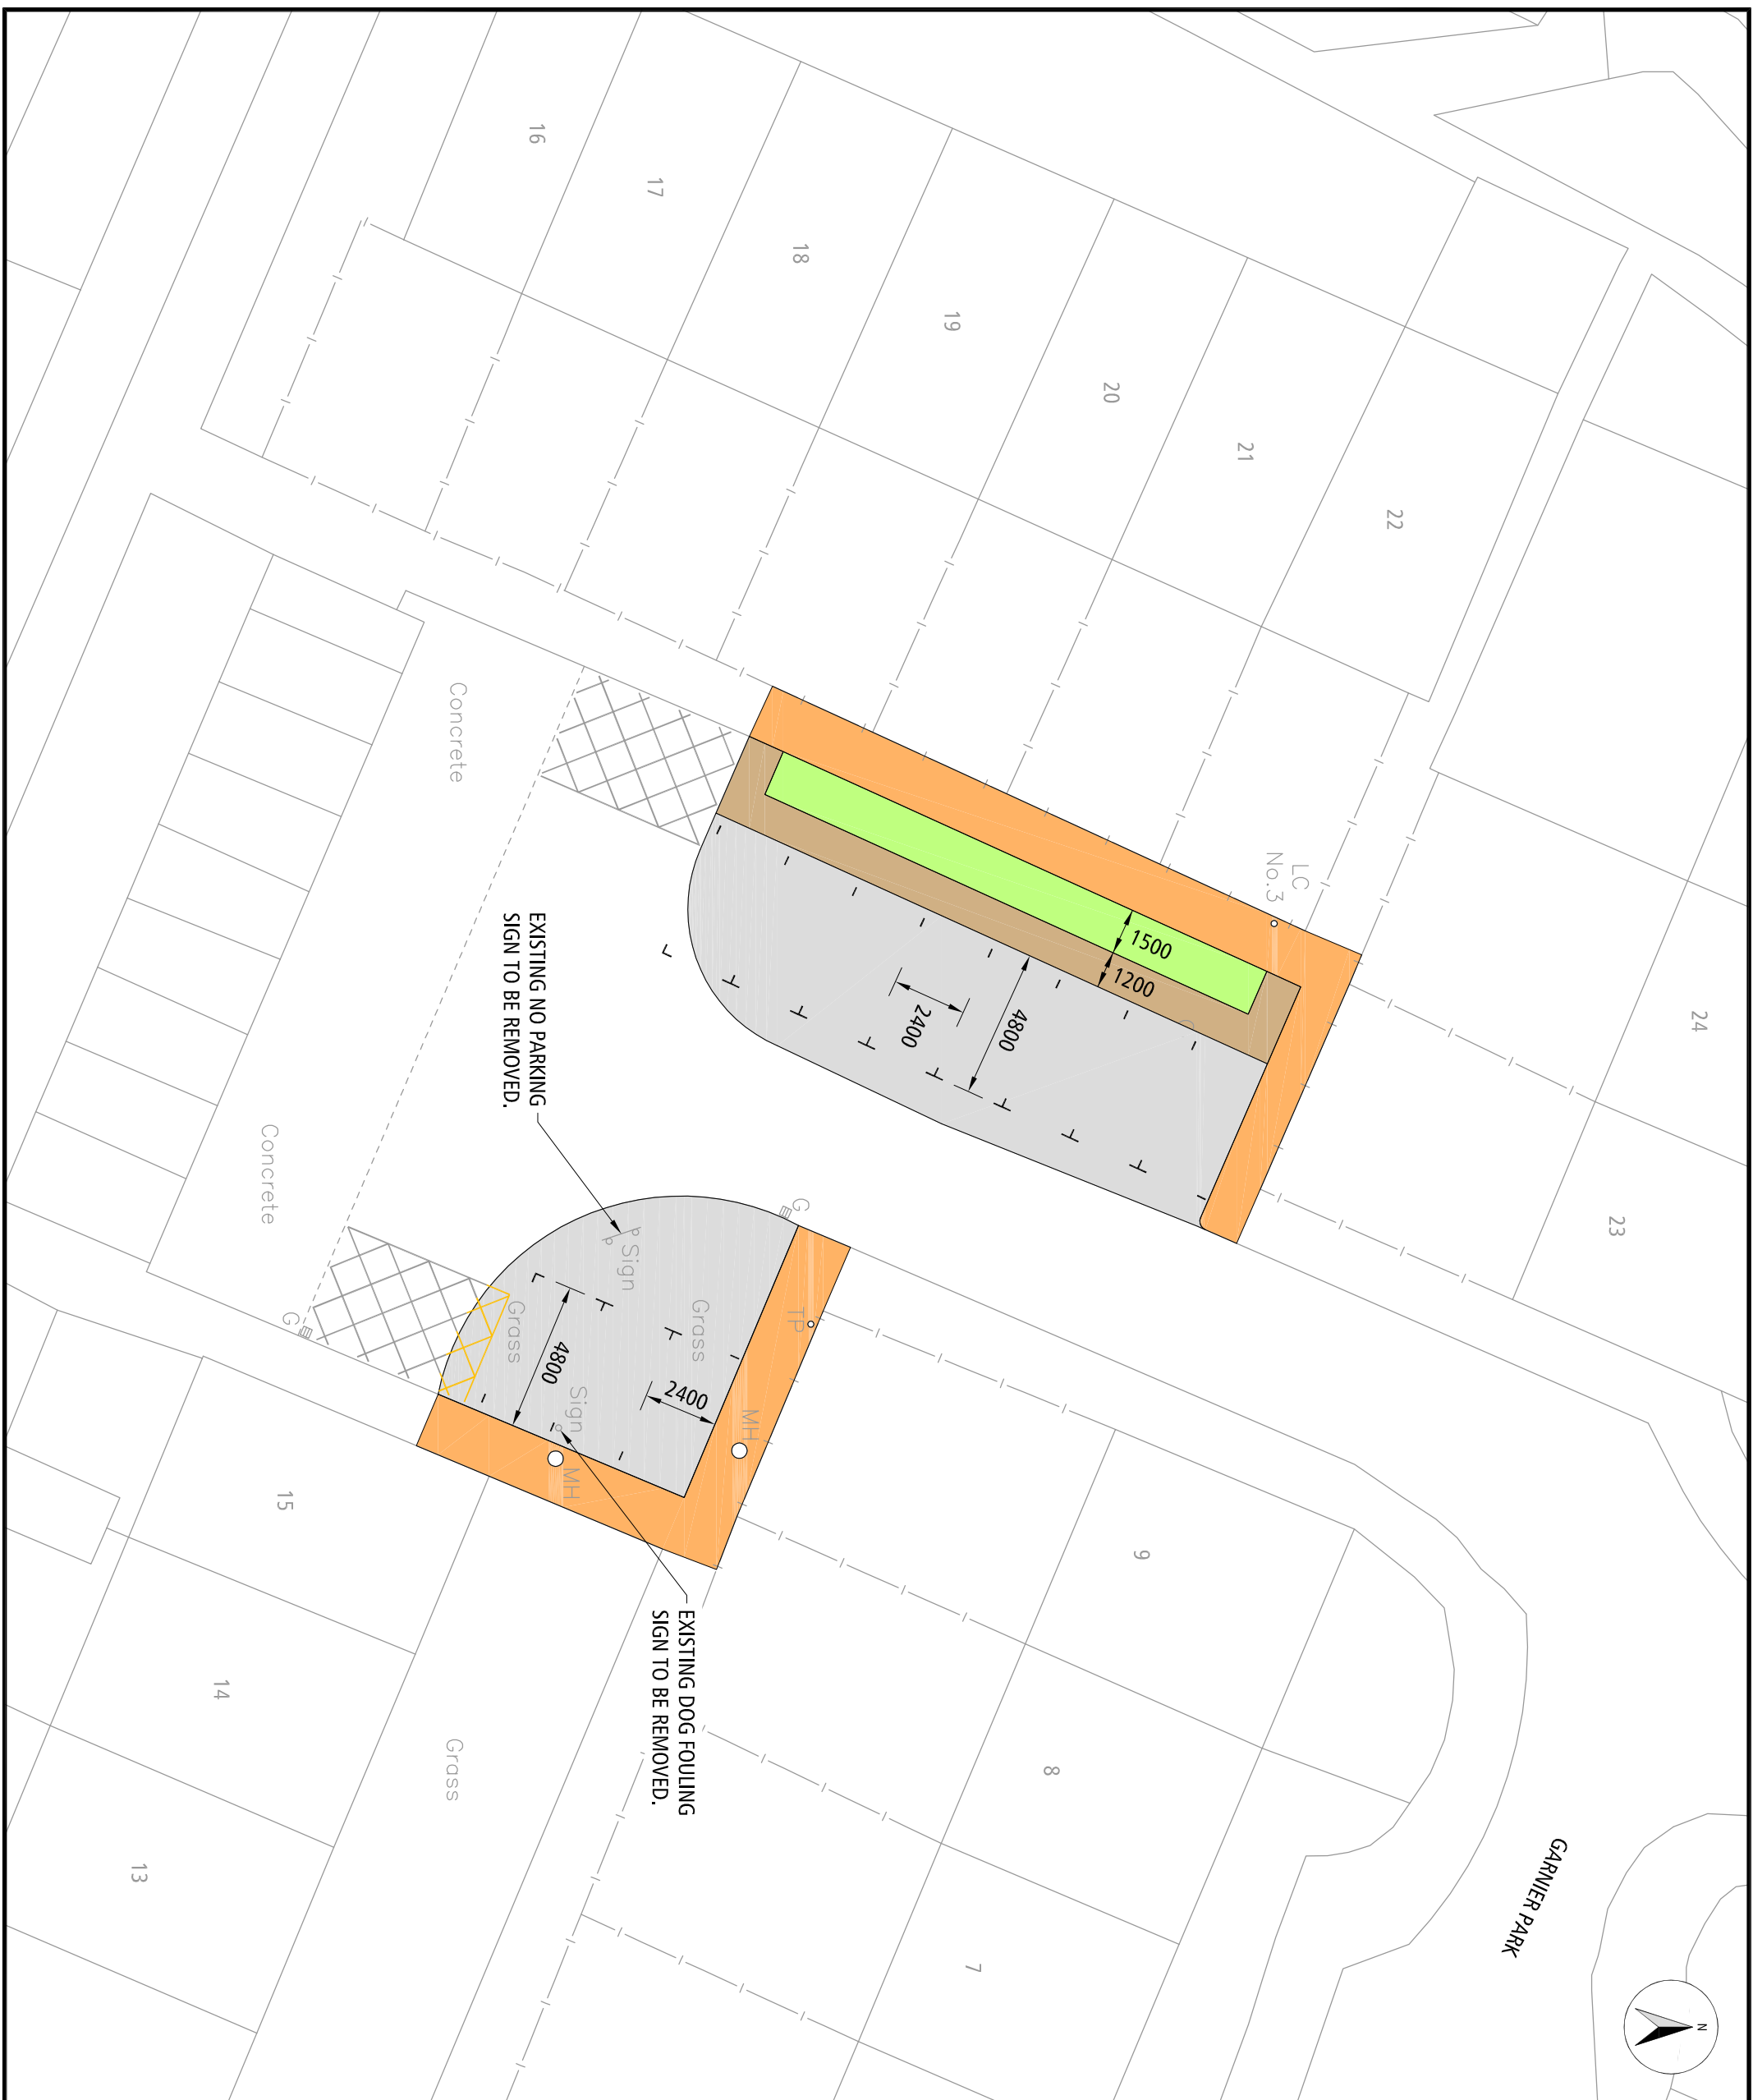 16
17
18
19
20
21
22
24
23
LC
No.3
1500
1200
4800
2400
Concrete
Concrete
EXISTING NO PARKING
SIGN TO BE REMOVED.
G
G
Sign
Grass
Grass
TP
4800
2400
Sign
MH
MH
EXISTING DOG FOULING
SIGN TO BE REMOVED.
15
14
13
Grass
9
8
7
GARNIER PARK
N